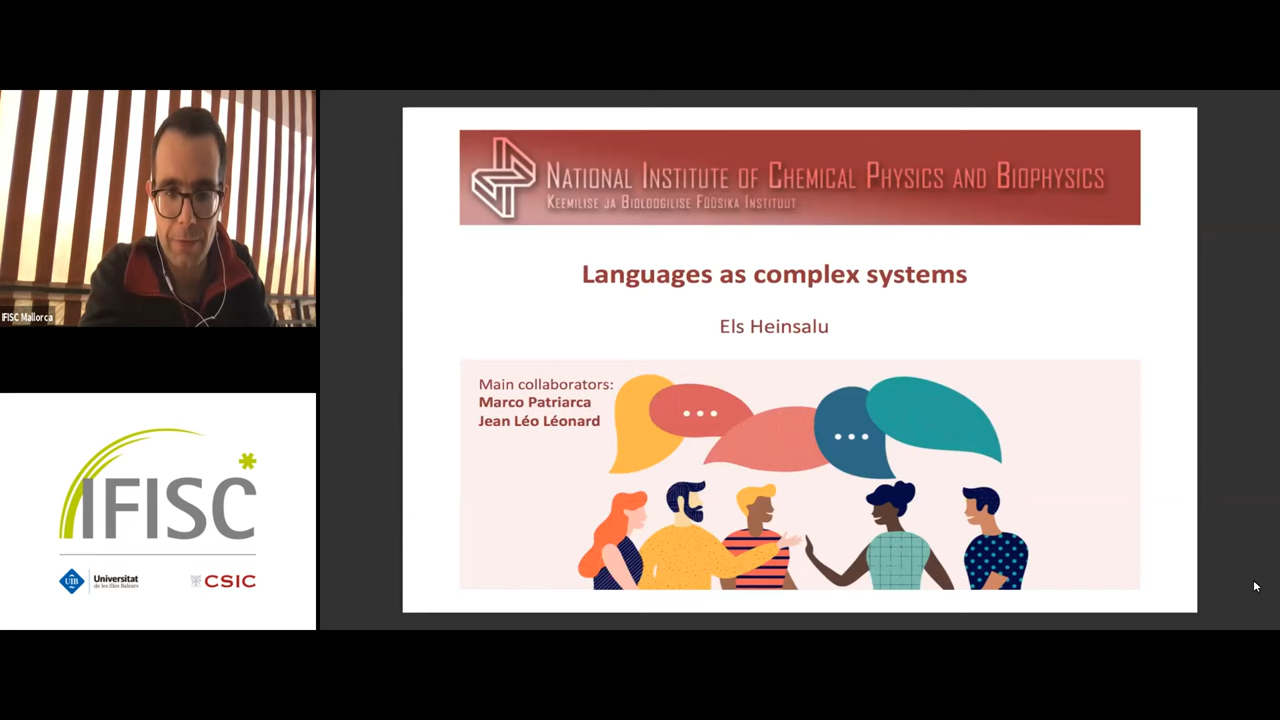 IFISC Mallorca
IFISC
UIB
Universitat
de les Illes Balears
CSIC
NATIONAL INSTITUTE OF CHEMICAL PHYSICS AND BIOPHYSICS
KEEMILISE JA BIOLOOGILISE FÜÜSIKA INSTITUUT
Languages as complex systems
Els Heinsalu
Main collaborators:
Marco Patriarca
Jean Léo Léonard